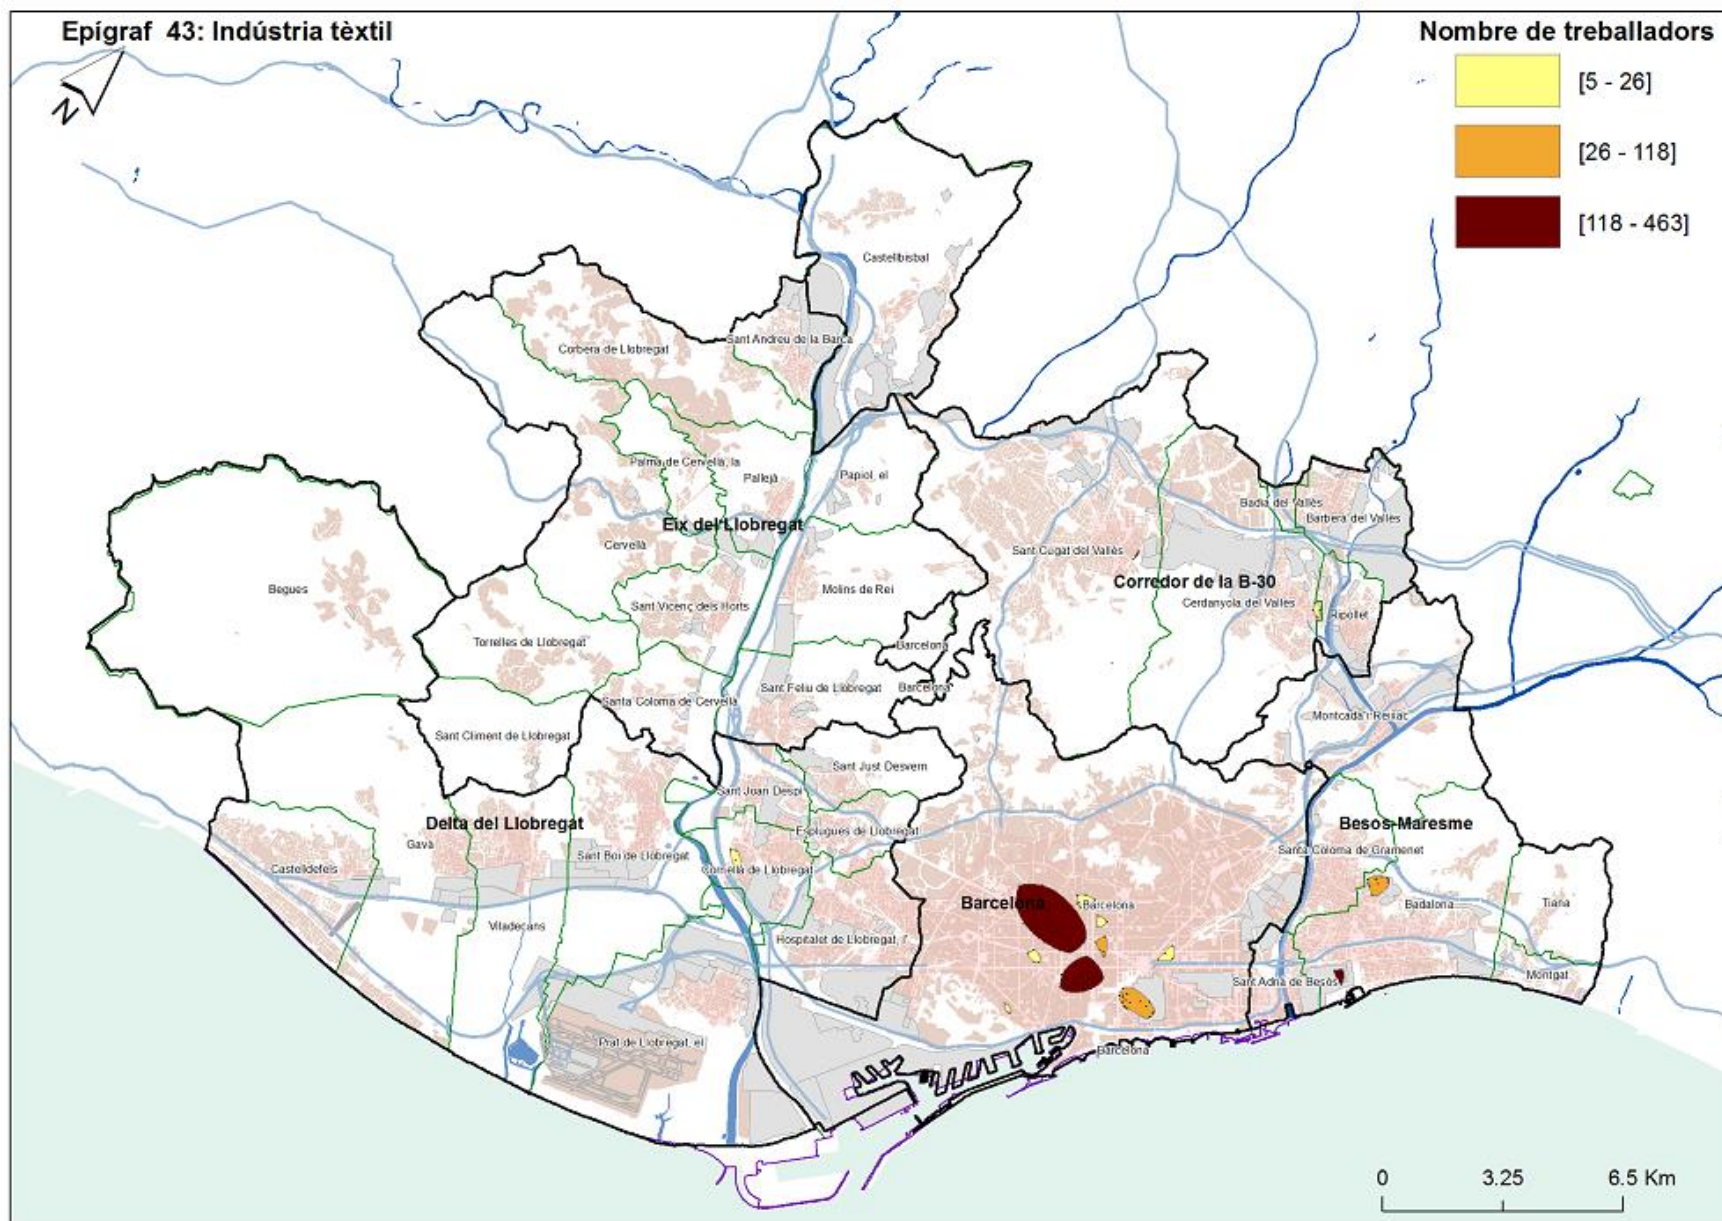 Epígraf 43: Indústria tèxtil
Nombre de treballadors
N
[5 - 26]
[26 - 118]
[118 - 463]
Castellbisbal
Sant Andreu de la Barca
Corbera de Llobregat
Palma de Cervelló, la
Pallejà
Papiol, el
Badia del Vallès
Barberà del Vallès
Eix del Llobregat
Cervelló
Sant Cugat del Vallès
Corredor de la B-30
Begues
Molins de Rei
Cerdanyola del Vallès
Sant Vicenç dels Horts
Ripollet
Torrelles de Llobregat
Barcelona
Sant Feliu de Llobregat
Barcelona
Santa Coloma de Cervelló
Montcada i Reixac
Sant Climent de Llobregat
Sant Just Desvern
Sant Joan Despí
Delta del Llobregat
Besòs-Maresme
Esplugues de Llobregat
Gavà
Sant Boi de Llobregat
Santa Coloma de Gramenet
Castelldefels
Cornellà de Llobregat
Barcelona
Barcelona
Badalona
Tiana
Viladecans
Hospitalet de Llobregat, l'
Montgat
Sant Adrià de Besòs
Prat de Llobregat, el
Barcelona
0
3.25
6.5 Km